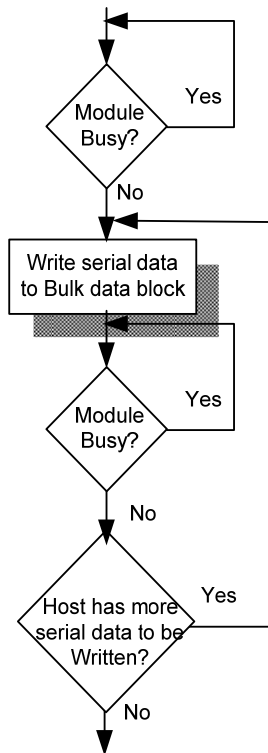 Module
Busy?
Yes
No
Write serial data
to Bulk data block
Module
Busy?
Yes
No
Host has more
serial data to be
Written?
Yes
No